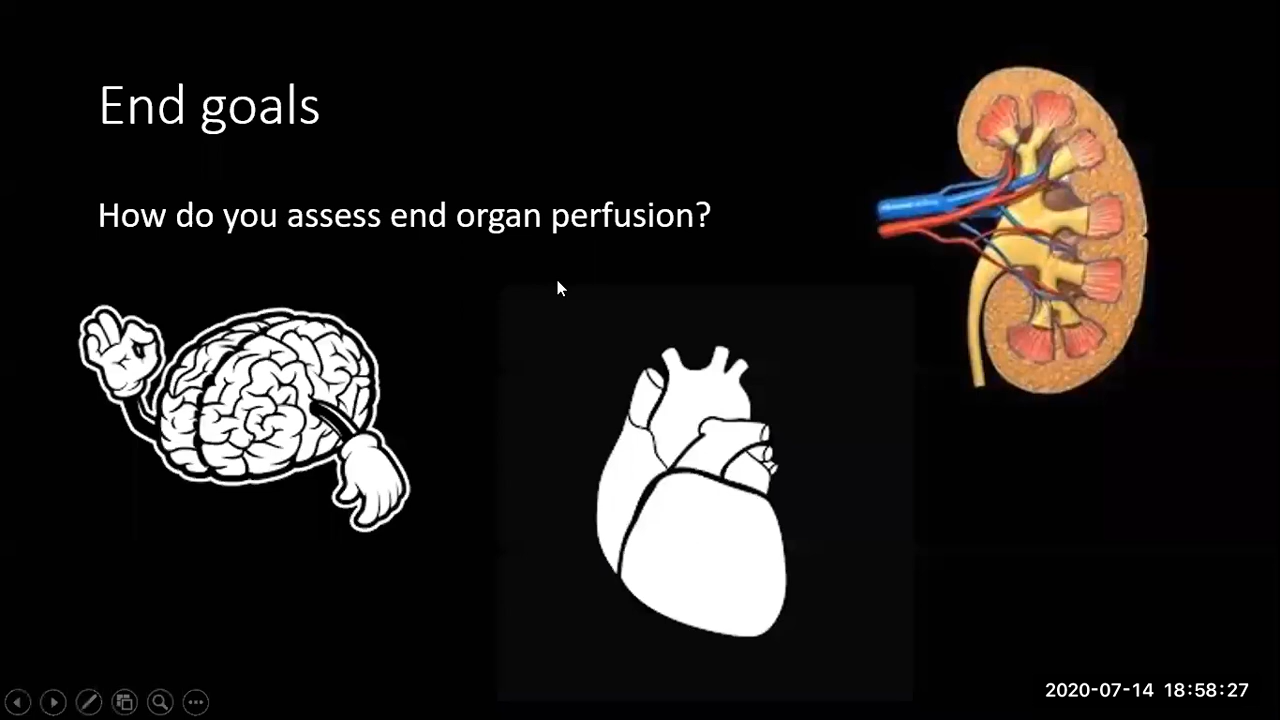 End goals
How do you assess end organ perfusion?
2020-07-14 18:58:27